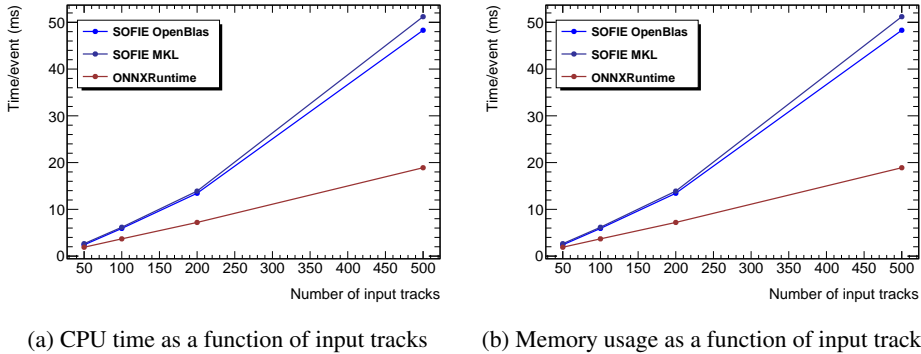 Time/event (ms)
50
40
30
20
10
0
SOFIE OpenBlas
SOFIE MKL
ONNXRuntime
50 100 150 200 250 300 350 400 450 500
Number of input tracks
(a) CPU time as a function of input tracks
Time/event (ms)
50
40
30
20
10
0
SOFIE OpenBlas
SOFIE MKL
ONNXRuntime
50 100 150 200 250 300 350 400 450 500
Number of input tracks
(b) Memory usage as a function of input track